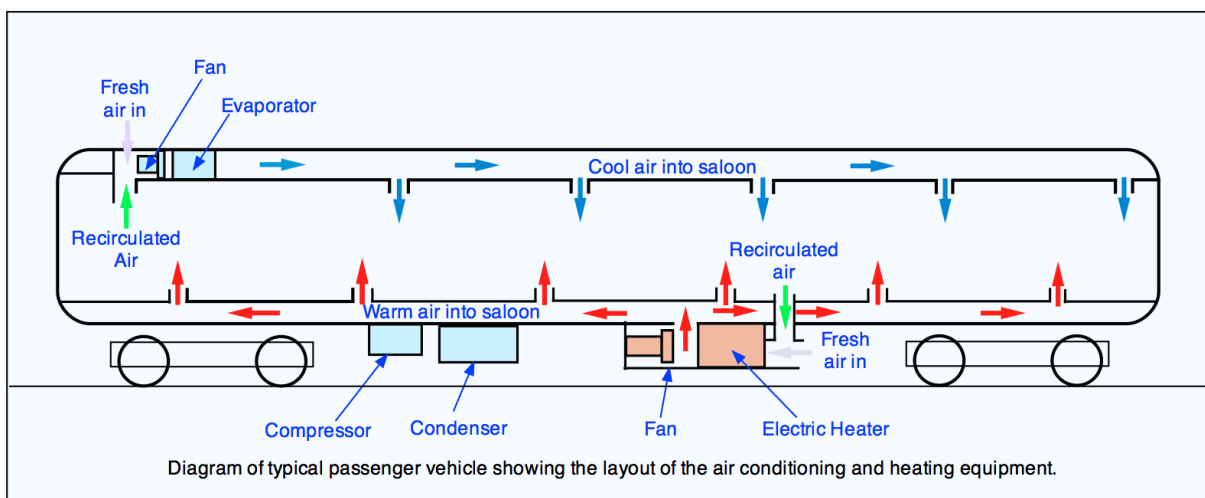 Fan
Fresh
air in
Evaporator
Cool air into saloon
Recirculated
Air
Recirculated
air
Warm air into saloon
Fresh
air in
Compressor
Condenser
Fan
Electric Heater
Diagram of typical passenger vehicle showing the layout of the air conditioning and heating equipment.